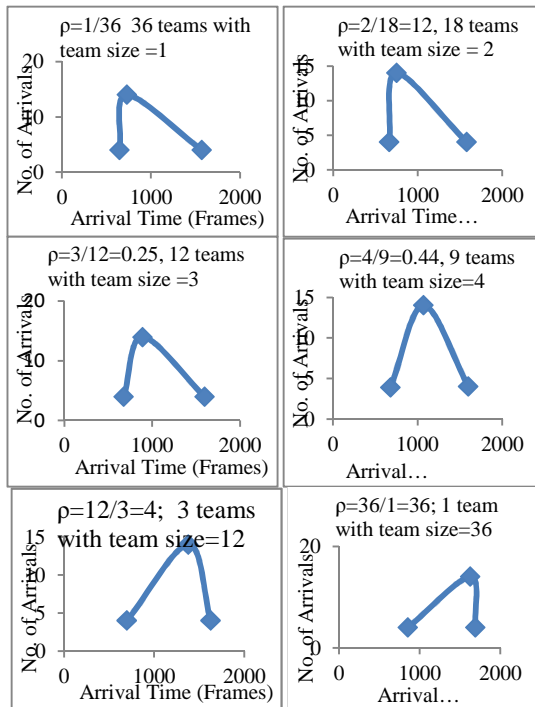 ρ=1/36 36 teams with
team size =1
No. of Arrivals
20
10
0
0 1000 2000
Arrival Time (Frames)
ρ=2/18=12, 18 teams
with team size = 2
No. of Arrivals
15
10
5
0
0 1000 2000
Arrival Time…
ρ=3/12=0.25, 12 teams
with team size =3
No. of Arrivals
20
10
0
0 1000 2000
Arrival Time (Frames)
ρ=4/9=0.44, 9 teams
with team size=4
No. of Arrivals
15
10
5
0
0 1000 2000
Arrival…
ρ=12/3=4; 3 teams
with team size=12
No. of Arrivals
15
10
5
0
0 1000 2000
Arrival Time (Frames)
ρ=36/1=36; 1 team
with team size=36
No. of Arrivals
20
0
0 1000 2000
Arrival…